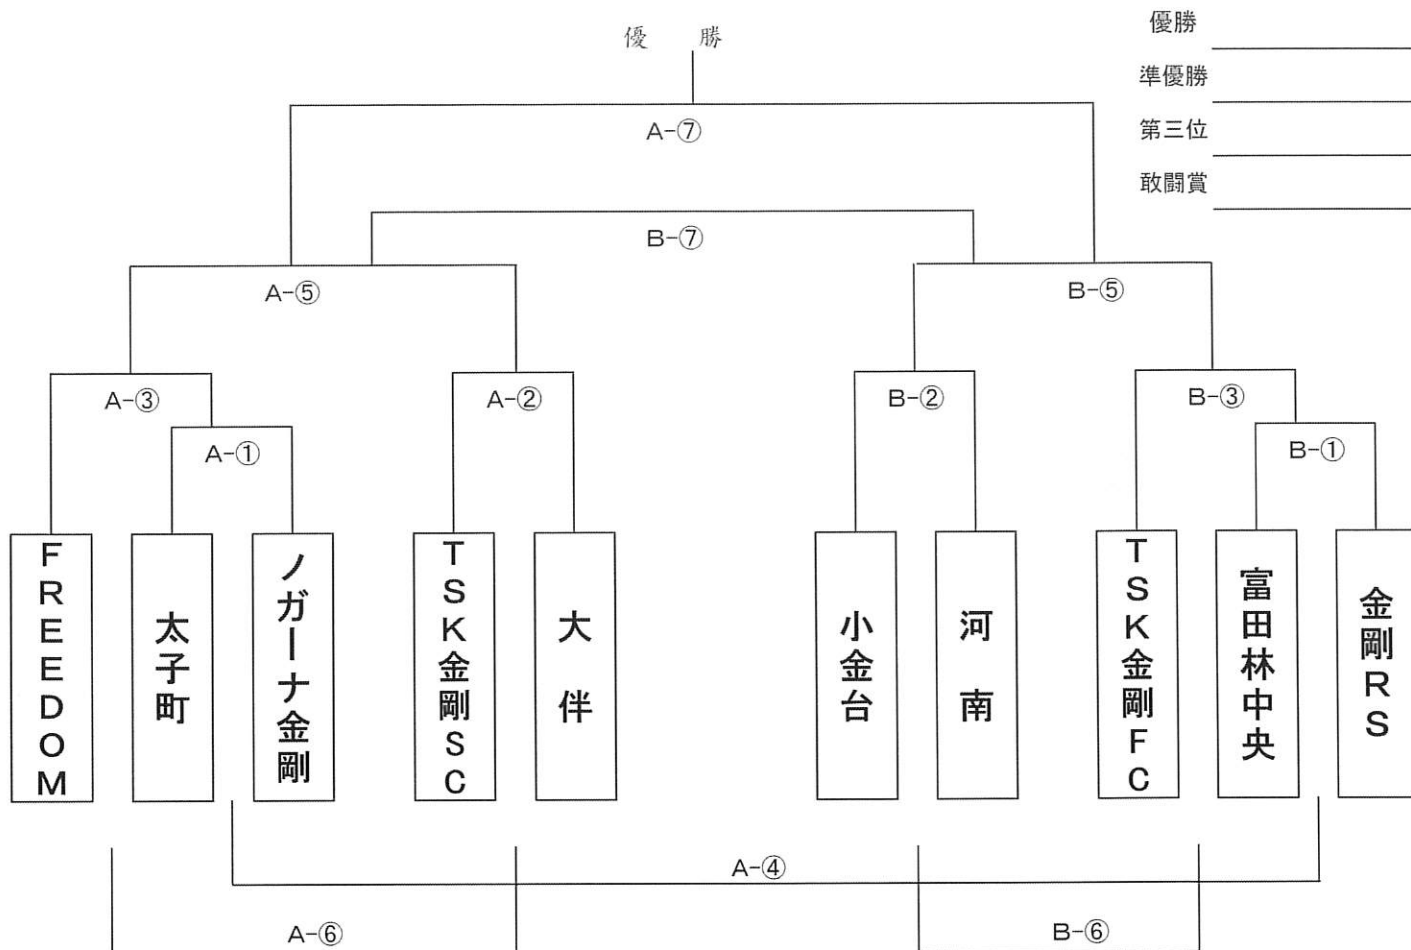 優 勝
優勝
準優勝
第三位
敢闘賞
A-⑦
B-⑦
A-⑤
B-⑤
A-③
A-②
B-②
B-③
A-①
B-①
FREEDOM
太子町
ノガーナ金剛
TSK金剛SC
大伴
小金台
河南
TSK金剛FC
富田林中央
金剛RS
A-④
A-⑥
B-⑥